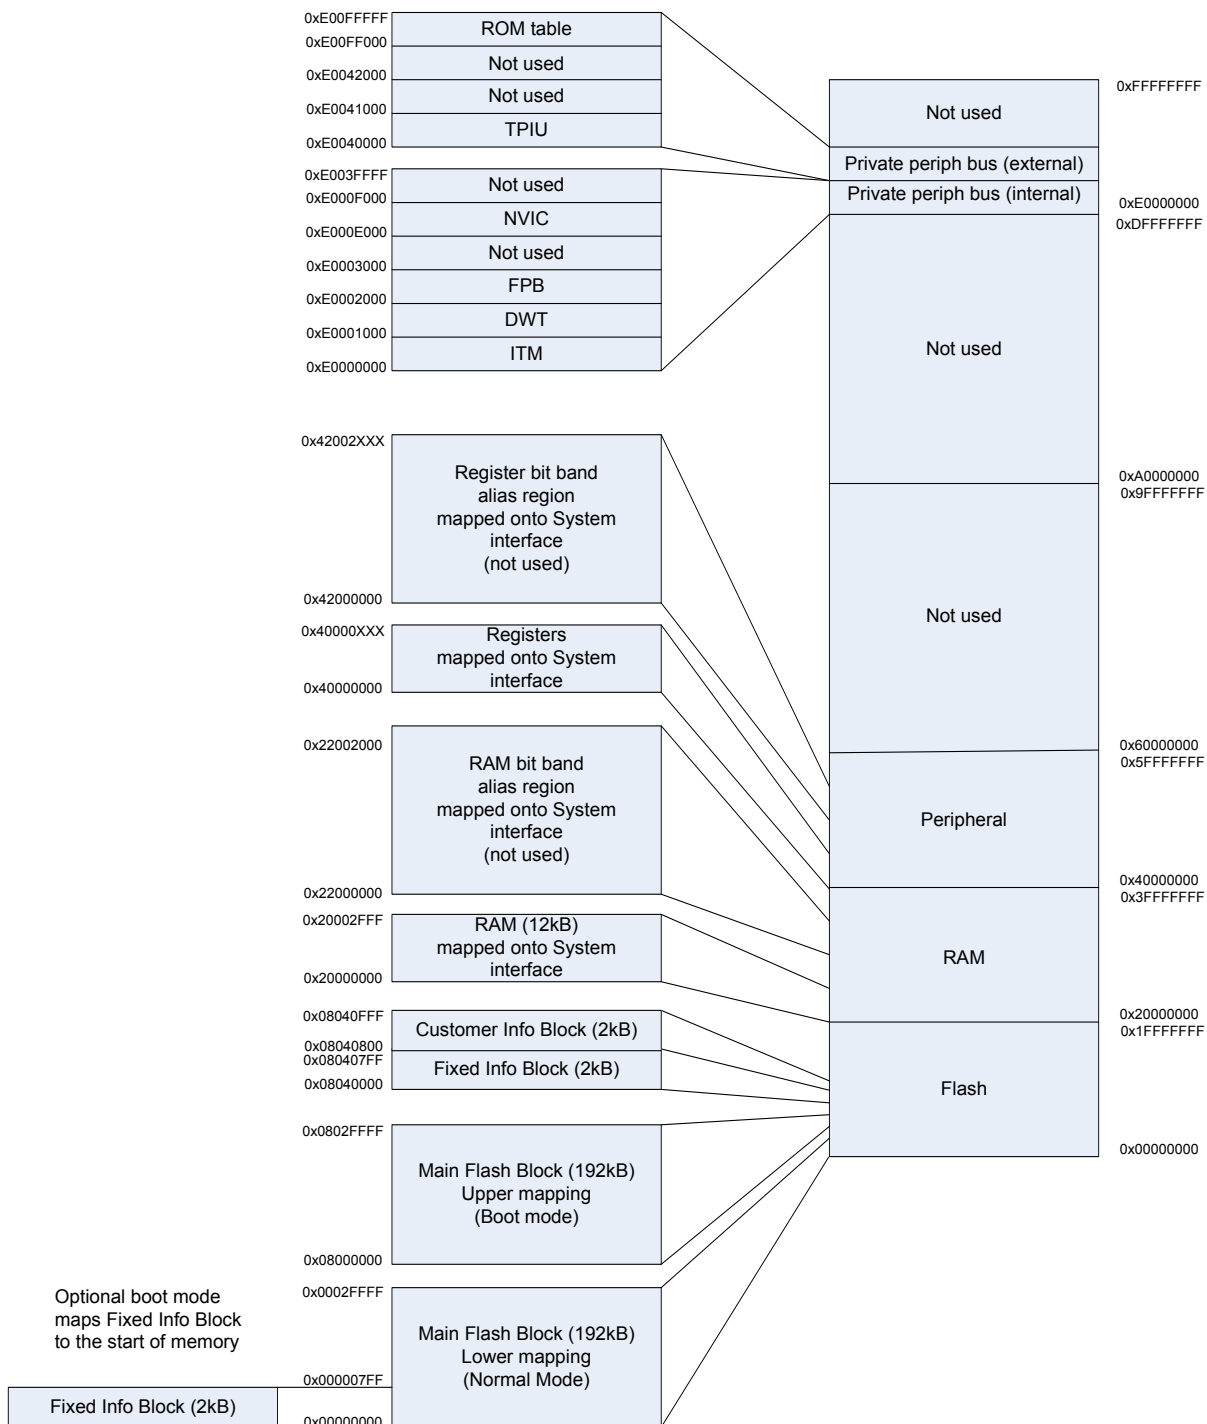 0xE00FFFFF
ROM table
0xE00FF000
Not used
0xE0042000
Not used
0xE0041000
TPIU
0xE0040000
0xE003FFFF
Not used
0xE000F000
NVIC
0xE000E000
Not used
0xE0003000
FPB
0xE0002000
DWT
0xE0001000
ITM
0xE0000000
0x42002XXX
Register bit band
alias region
mapped onto System
interface
(not used)
0x42000000
0x40000XXX
Registers
mapped onto System
interface
0x40000000
0x22002000
RAM bit band
alias region
mapped onto System
interface
(not used)
0x22000000
0x20002FFF
RAM (12kB)
mapped onto System
interface
0x20000000
0x08040FFF
Customer Info Block (2kB)
0x08040800
0x080407FF
Fixed Info Block (2kB)
0x08040000
0x0802FFFF
Main Flash Block (192kB)
Upper mapping
(Boot mode)
0x08000000
0x0002FFFF
Main Flash Block (192kB)
Lower mapping
(Normal Mode)
0x000007FF
0x00000000
Optional boot mode
maps Fixed Info Block
to the start of memory
Fixed Info Block (2kB)
0xFFFFFFFF
Not used
Private periph bus (external)
Private periph bus (internal)
0xE0000000
0xDFFFFFFF
Not used
0xA0000000
0x9FFFFFFF
Not used
0x60000000
0x5FFFFFFF
Peripheral
0x40000000
0x3FFFFFFF
RAM
0x20000000
0x1FFFFFFF
Flash
0x00000000